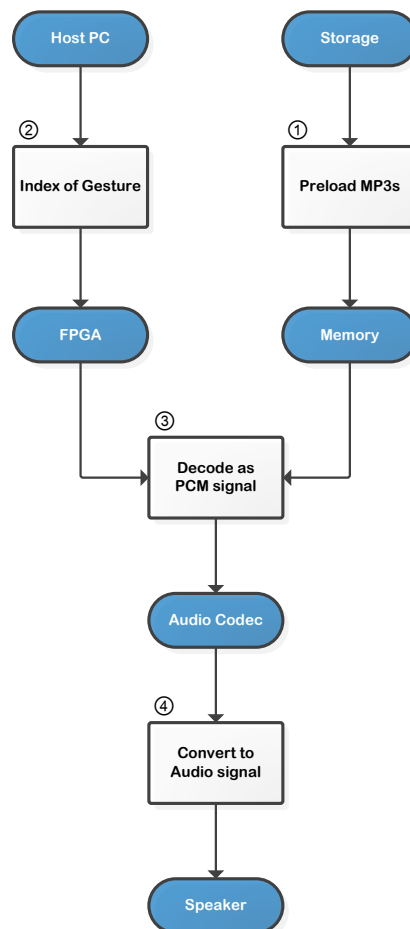 Host PC
Storage
②
①
Index of Gesture
Preload MP3s
FPGA
Memory
③
Decode as
PCM signal
Audio Codec
④
Convert to
Audio signal
Speaker